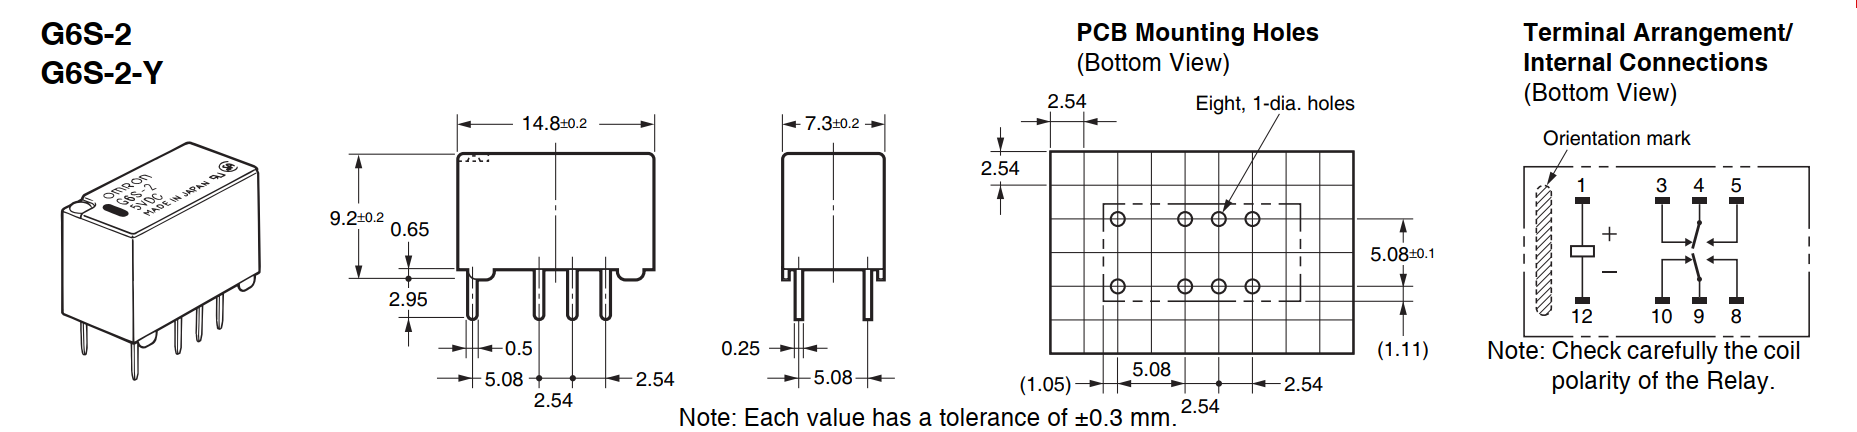 G6S-2
G6S-2-Y
OMRON
G6S-2
5VDC
MADE IN JAPAN
14.8±0.2
9.2±0.2
0.65
2.95
0.5
5.08
2.54
2.54
7.3±0.2
0.25
5.08
PCB Mounting Holes
(Bottom View)
2.54
Eight, 1-dia. holes
2.54
5.08±0.1
(1.11)
(1.05)
5.08
2.54
2.54
Note: Each value has a tolerance of ±0.3 mm.
Terminal Arrangement/
Internal Connections
(Bottom View)
Orientation mark
1 3 4 5
+
−
12 10 9 8
Note: Check carefully the coil
polarity of the Relay.